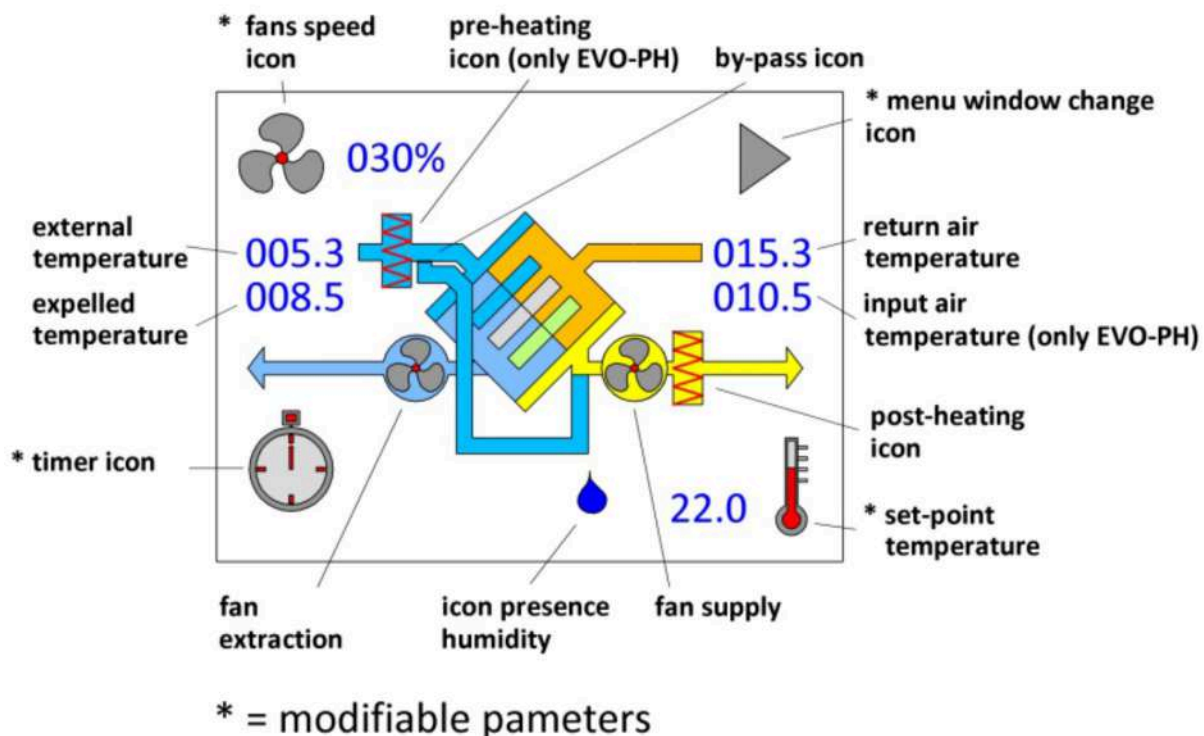 * fans speed
icon
pre-heating
icon (only EVO-PH)
by-pass icon
* menu window change
icon
030%
external
temperature
005.3
015.3
return air
temperature
expelled
temperature
008.5
010.5
input air
temperature (only EVO-PH)
post-heating
icon
* timer icon
22.0
* set-point
temperature
fan
extraction
icon presence
humidity
fan supply
* = modifiable pameters